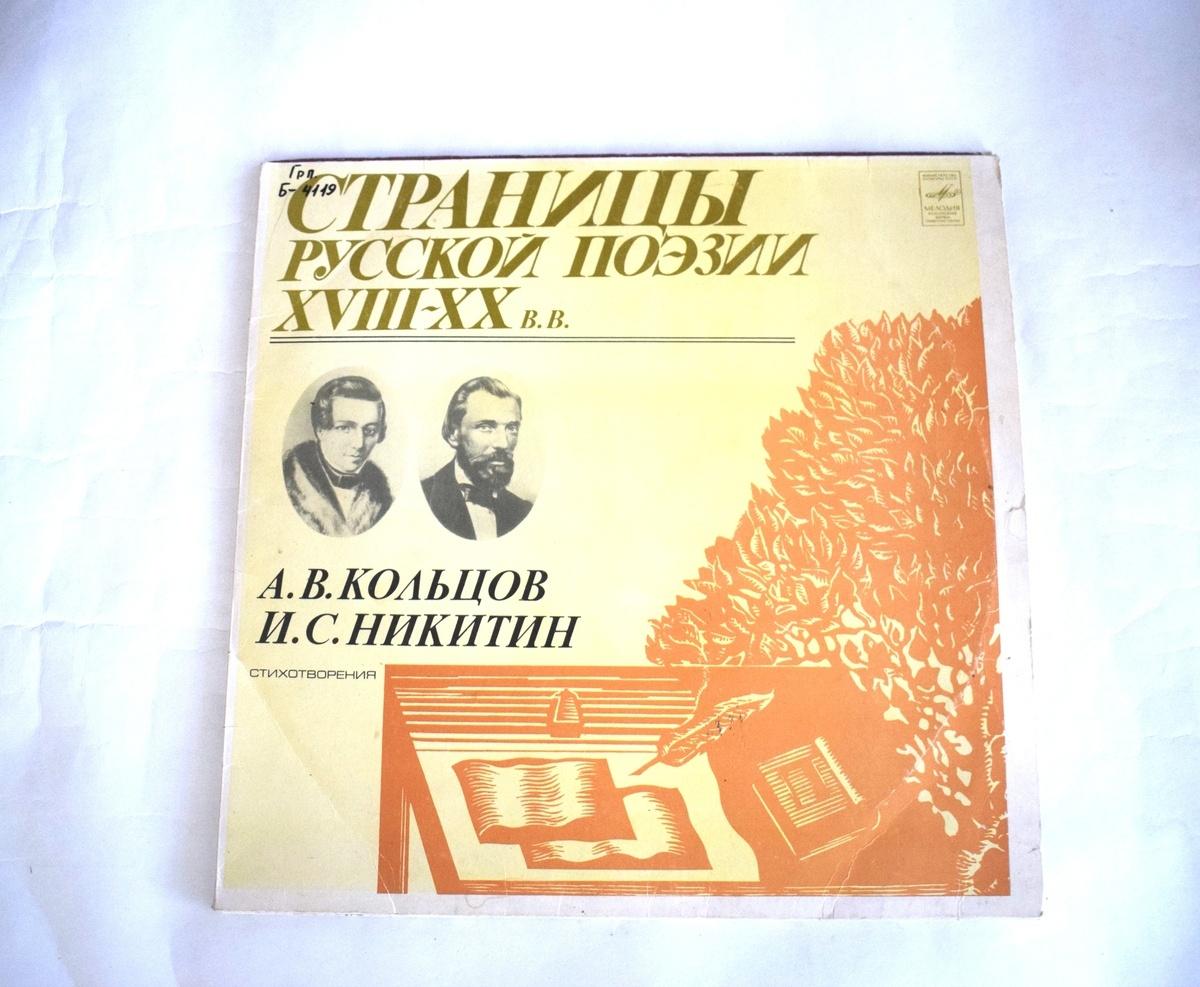 Грп.
Б-4119
СТРАНИЦЫ
РУССКОЙ ПОЭЗИИ
XVIII-XX В.В.
МЕЛОДИЯ
А.В.КОЛЬЦОВ
И.С.НИКИТИН
СТИХОТВОРЕНИЯ